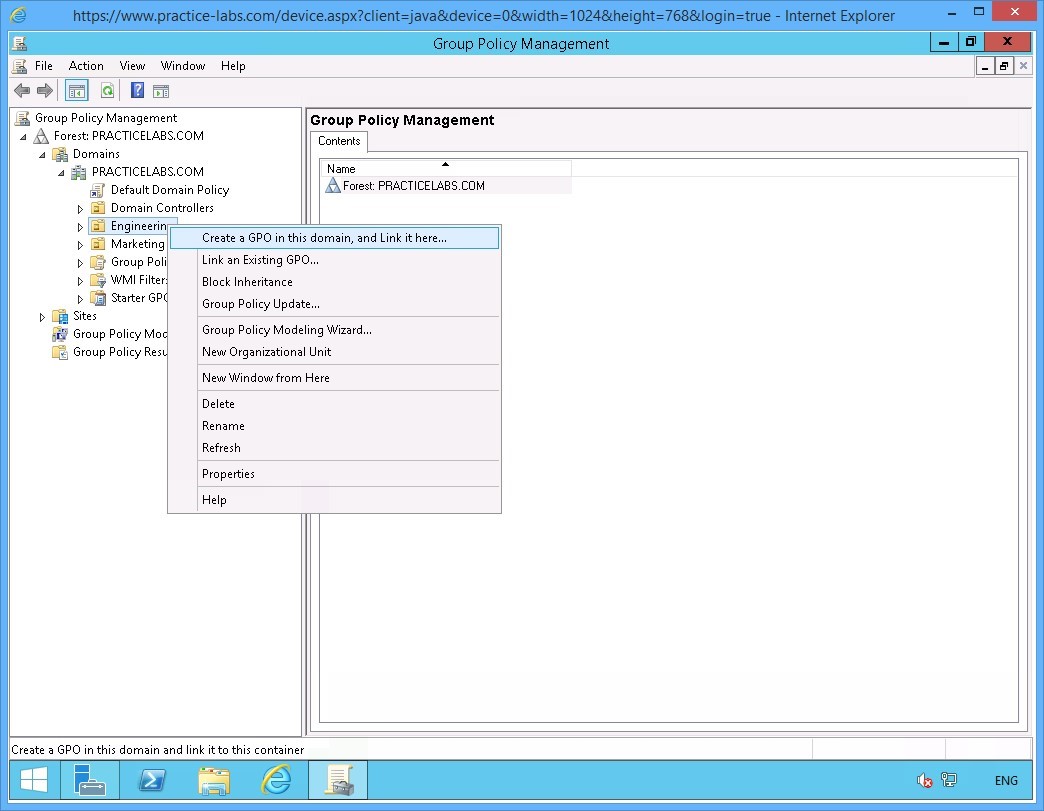 https://www.practice-labs.com/device.aspx?client=java&device=0&width=1024&height=768&login=true - Internet Explorer
Group Policy Management
File Action View Window Help
Group Policy Management
Forest: PRACTICELABS.COM
Domains
PRACTICELABS.COM
Default Domain Policy
Domain Controllers
Engineerin
Marketing
Group Poli
WMI Filter
Starter GPO
Sites
Group Policy Mod
Group Policy Resu
Group Policy Management
Contents
Name
Forest: PRACTICELABS.COM
Create a GPO in this domain, and Link it here...
Link an Existing GPO...
Block Inheritance
Group Policy Update...
Group Policy Modeling Wizard...
New Organizational Unit
New Window from Here
Delete
Rename
Refresh
Properties
Help
Create a GPO in this domain and link it to this container
ENG